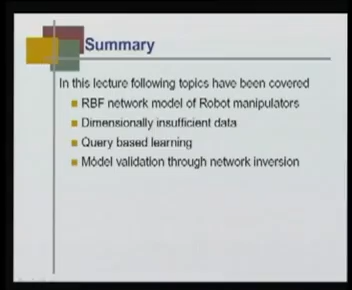 Summary
In this lecture following topics have been covered
RBF network model of Robot manipulators
Dimensionally insufficient data
Query based learning
Model validation through network inversion